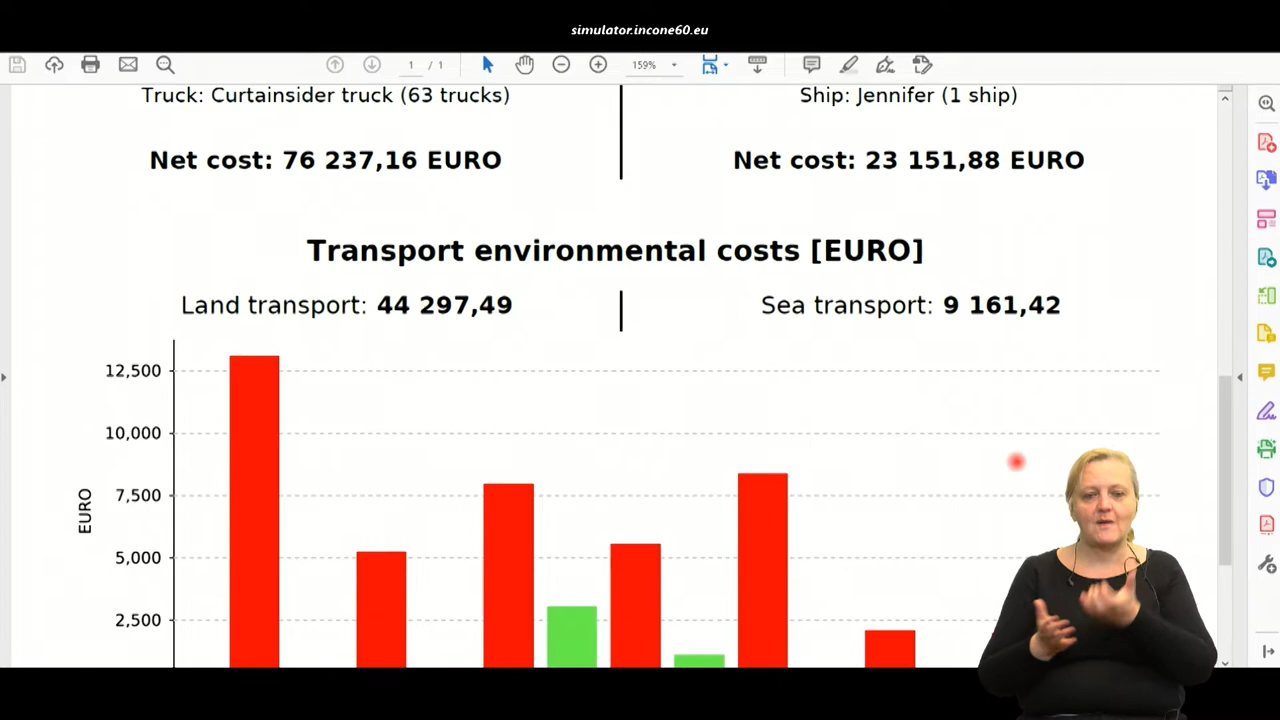 simulator.incone60.eu
1 / 1
159%
Truck: Curtainsider truck (63 trucks)
Ship: Jennifer (1 ship)
Net cost: 76 237,16 EURO
Net cost: 23 151,88 EURO
Transport environmental costs [EURO]
Land transport: 44 297,49
Sea transport: 9 161,42
12,500
10,000
7,500
5,000
2,500
EURO